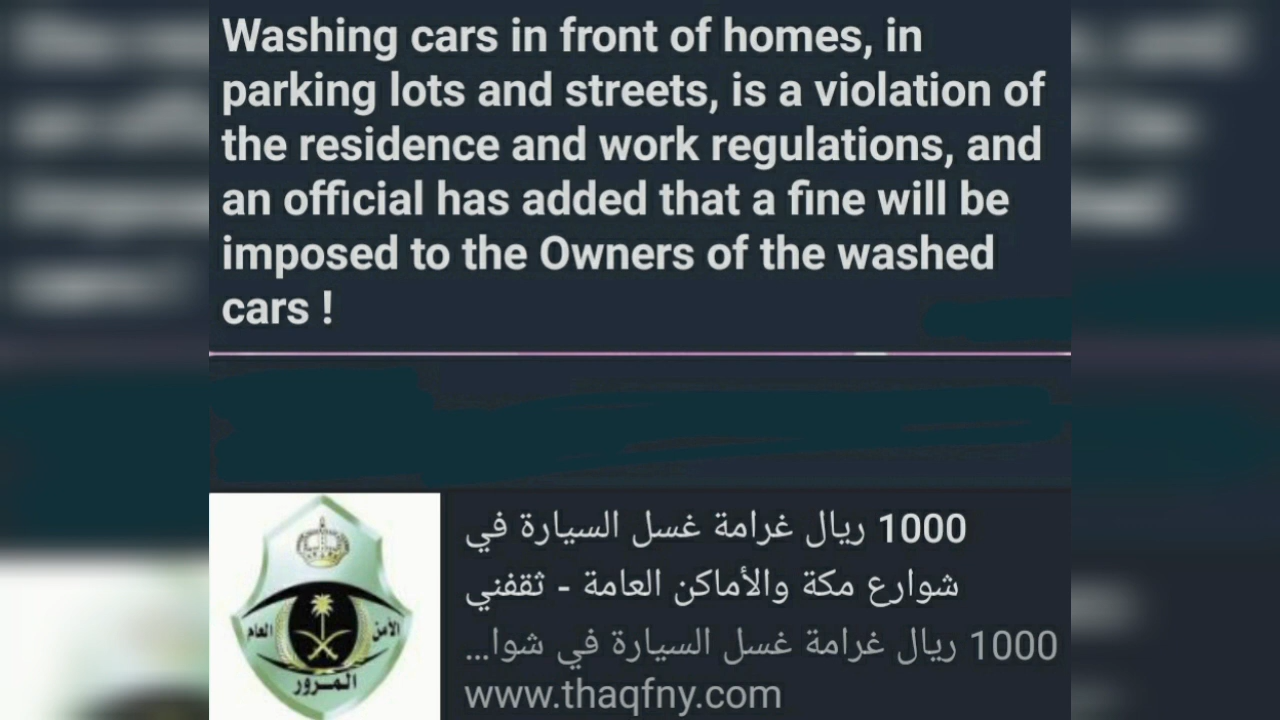 Washing cars in front of homes, in
parking lots and streets, is a violation of
the residence and work regulations, and
an official has added that a fine will be
imposed to the Owners of the washed
cars !
1000 ريال غرامة غسل السيارة في
شوارع مكة والأماكن العامة - ثقفني
1000 ريال غرامة غسل السيارة في شوا...
www.thaqfny.com
الأمن العام
المرور